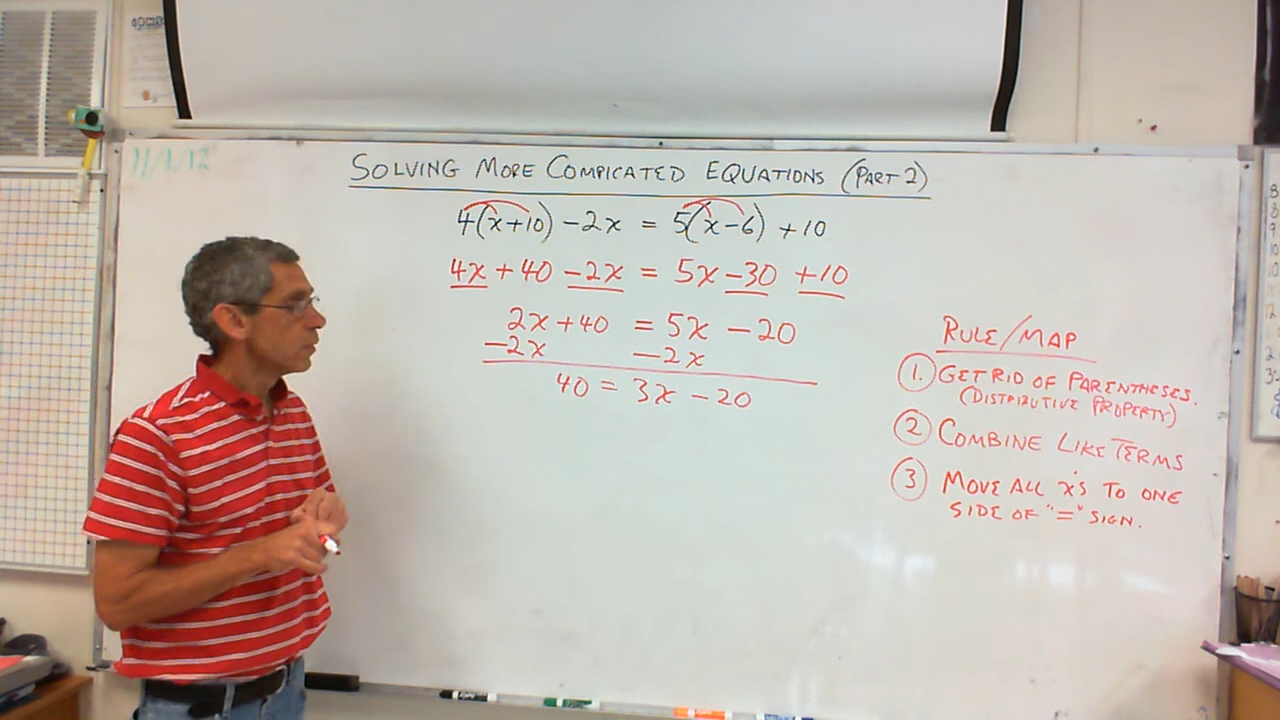 11/1/12
SOLVING MORE COMPICATED EQUATIONS (PART 2)
4(x+10) -2x = 5(x-6) +10
4x +40 -2x = 5x -30 +10
2x +40 = 5x -20
-2x -2x
40 = 3x -20
RULE/MAP
1. GET RID OF PARENTHESES.
(DISTRIBUTIVE PROPERTY)
2 COMBINE LIKE TERMS
3 MOVE ALL x'S TO ONE
SIDE OF "=" SIGN.